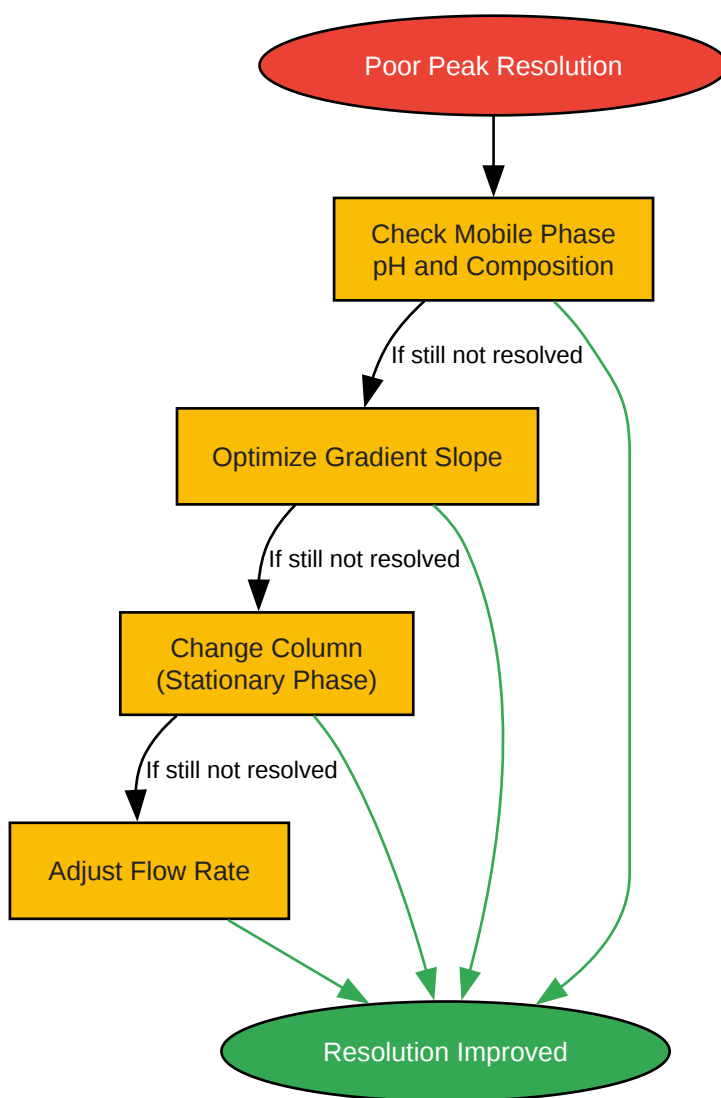 Poor Peak Resolution
Check Mobile Phase
pH and Composition
If still not resolved
Optimize Gradient Slope
If still not resolved
Change Column
(Stationary Phase)
If still not resolved
Adjust Flow Rate
Resolution Improved